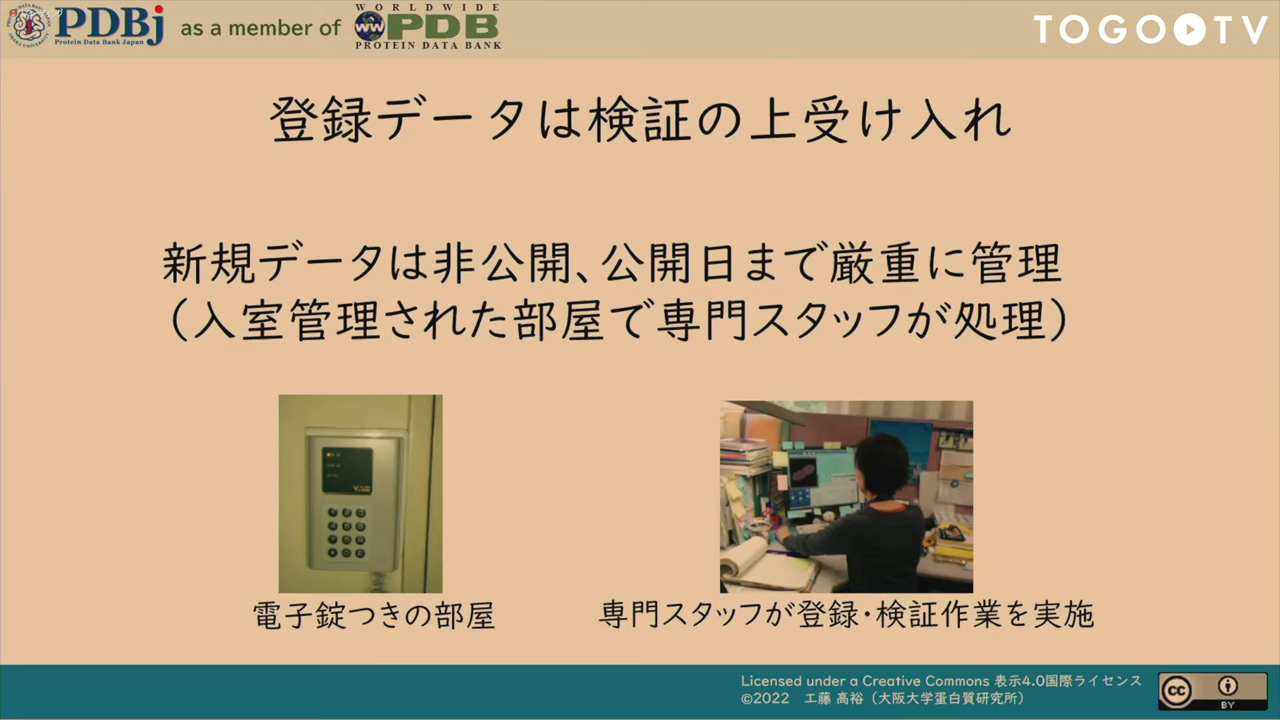 PDBj
Protein Data Bank Japan
as a member of
WORLDWIDE
PDB
PROTEIN DATA BANK
TOGO TV
登録データは検証の上受け入れ
新規データは非公開、公開日まで厳重に管理
（入室管理された部屋で専門スタッフが処理）
電子錠つきの部屋
専門スタッフが登録・検証作業を実施
Licensed under a Creative Commons 表示4.0国際ライセンス
©2022　工藤 高裕（大阪大学蛋白質研究所）
cc
BY